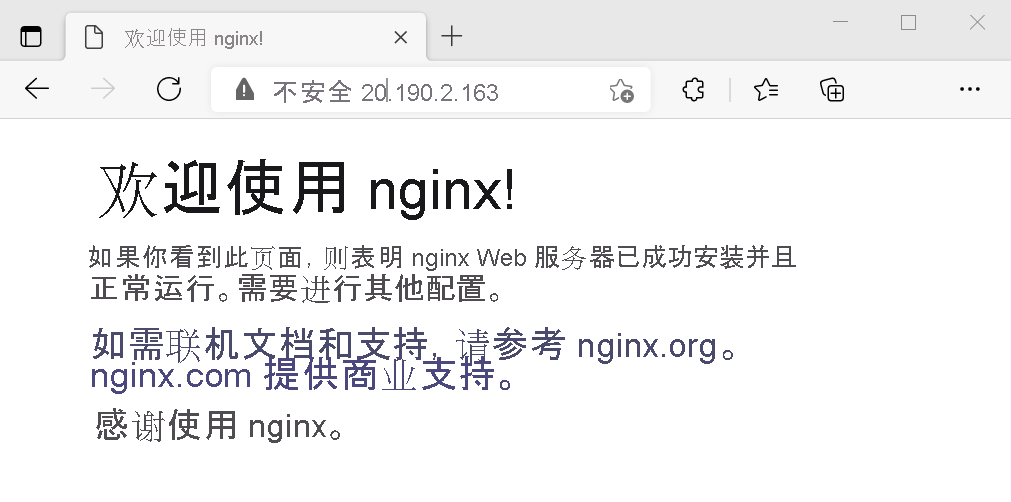 欢迎使用 nginx!
不安全 20.190.2.163
欢迎使用 nginx!
如果你看到此页面, 则表明 nginx Web 服务器已成功安装并且
正常运行。需要进行其他配置。
如需联机文档和支持, 请参考 nginx.org。
nginx.com 提供商业支持。
感谢使用 nginx。